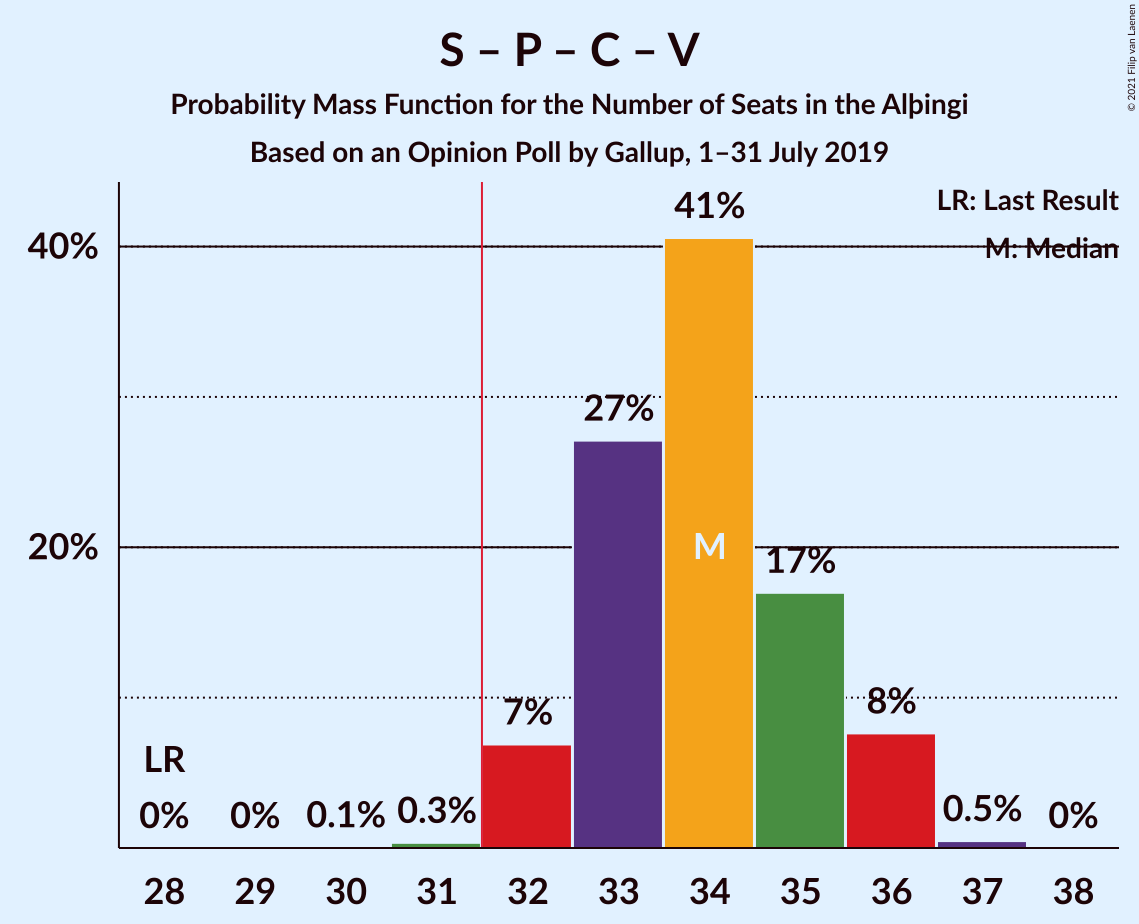 S – P – C – V
Probability Mass Function for the Number of Seats in the Alþingi
Based on an Opinion Poll by Gallup, 1–31 July 2019
© 2021 Filip van Laenen
LR: Last Result
M: Median
40%
20%
LR
0%
0%
0.1%
0.3%
7%
27%
41%
M
17%
8%
0.5%
0%
28 29 30 31 32 33 34 35 36 37 38